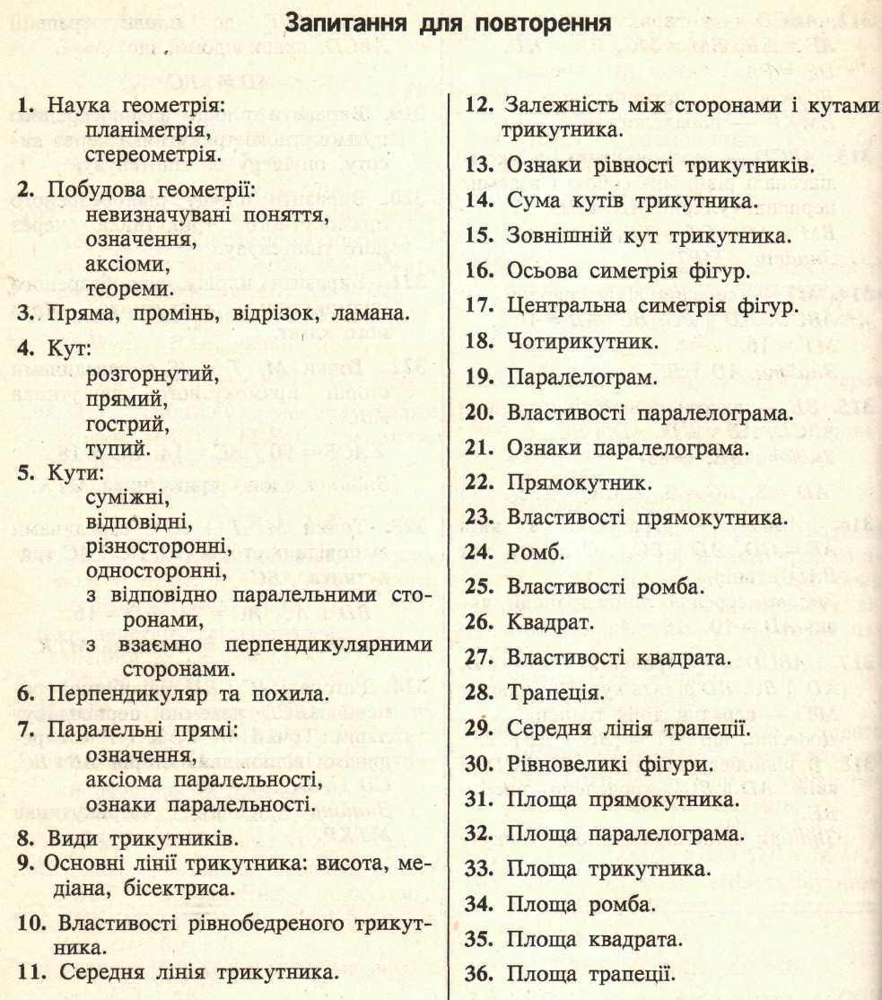 Запитання для повторення
1. Наука геометрія:
планіметрія,
стереометрія.
2. Побудова геометрії:
невизначувані поняття,
означення,
аксіоми,
теореми.
3. Пряма, промінь, відрізок, ламана.
4. Кут:
розгорнутий,
прямий,
гострий,
тупий.
5. Кути:
суміжні,
відповідні,
різносторонні,
односторонні,
з відповідно паралельними сто-
ронами,
з взаємно перпендикулярними
сторонами.
6. Перпендикуляр та похила.
7. Паралельні прямі:
означення,
аксіома паралельності,
ознаки паралельності.
8. Види трикутників.
9. Основні лінії трикутника: висота, ме-
діана, бісектриса.
10. Властивості рівнобедреного трикут-
ника.
11. Середня лінія трикутника.
12. Залежність між сторонами і кутами
трикутника.
13. Ознаки рівності трикутників.
14. Сума кутів трикутника.
15. Зовнішній кут трикутника.
16. Осьова симетрія фігур.
17. Центральна симетрія фігур.
18. Чотирикутник.
19. Паралелограм.
20. Властивості паралелограма.
21. Ознаки паралелограма.
22. Прямокутник.
23. Властивості прямокутника.
24. Ромб.
25. Властивості ромба.
26. Квадрат.
27. Властивості квадрата.
28. Трапеція.
29. Середня лінія трапеції.
30. Рівновеликі фігури.
31. Площа прямокутника.
32. Площа паралелограма.
33. Площа трикутника.
34. Площа ромба.
35. Площа квадрата.
36. Площа трапеції.